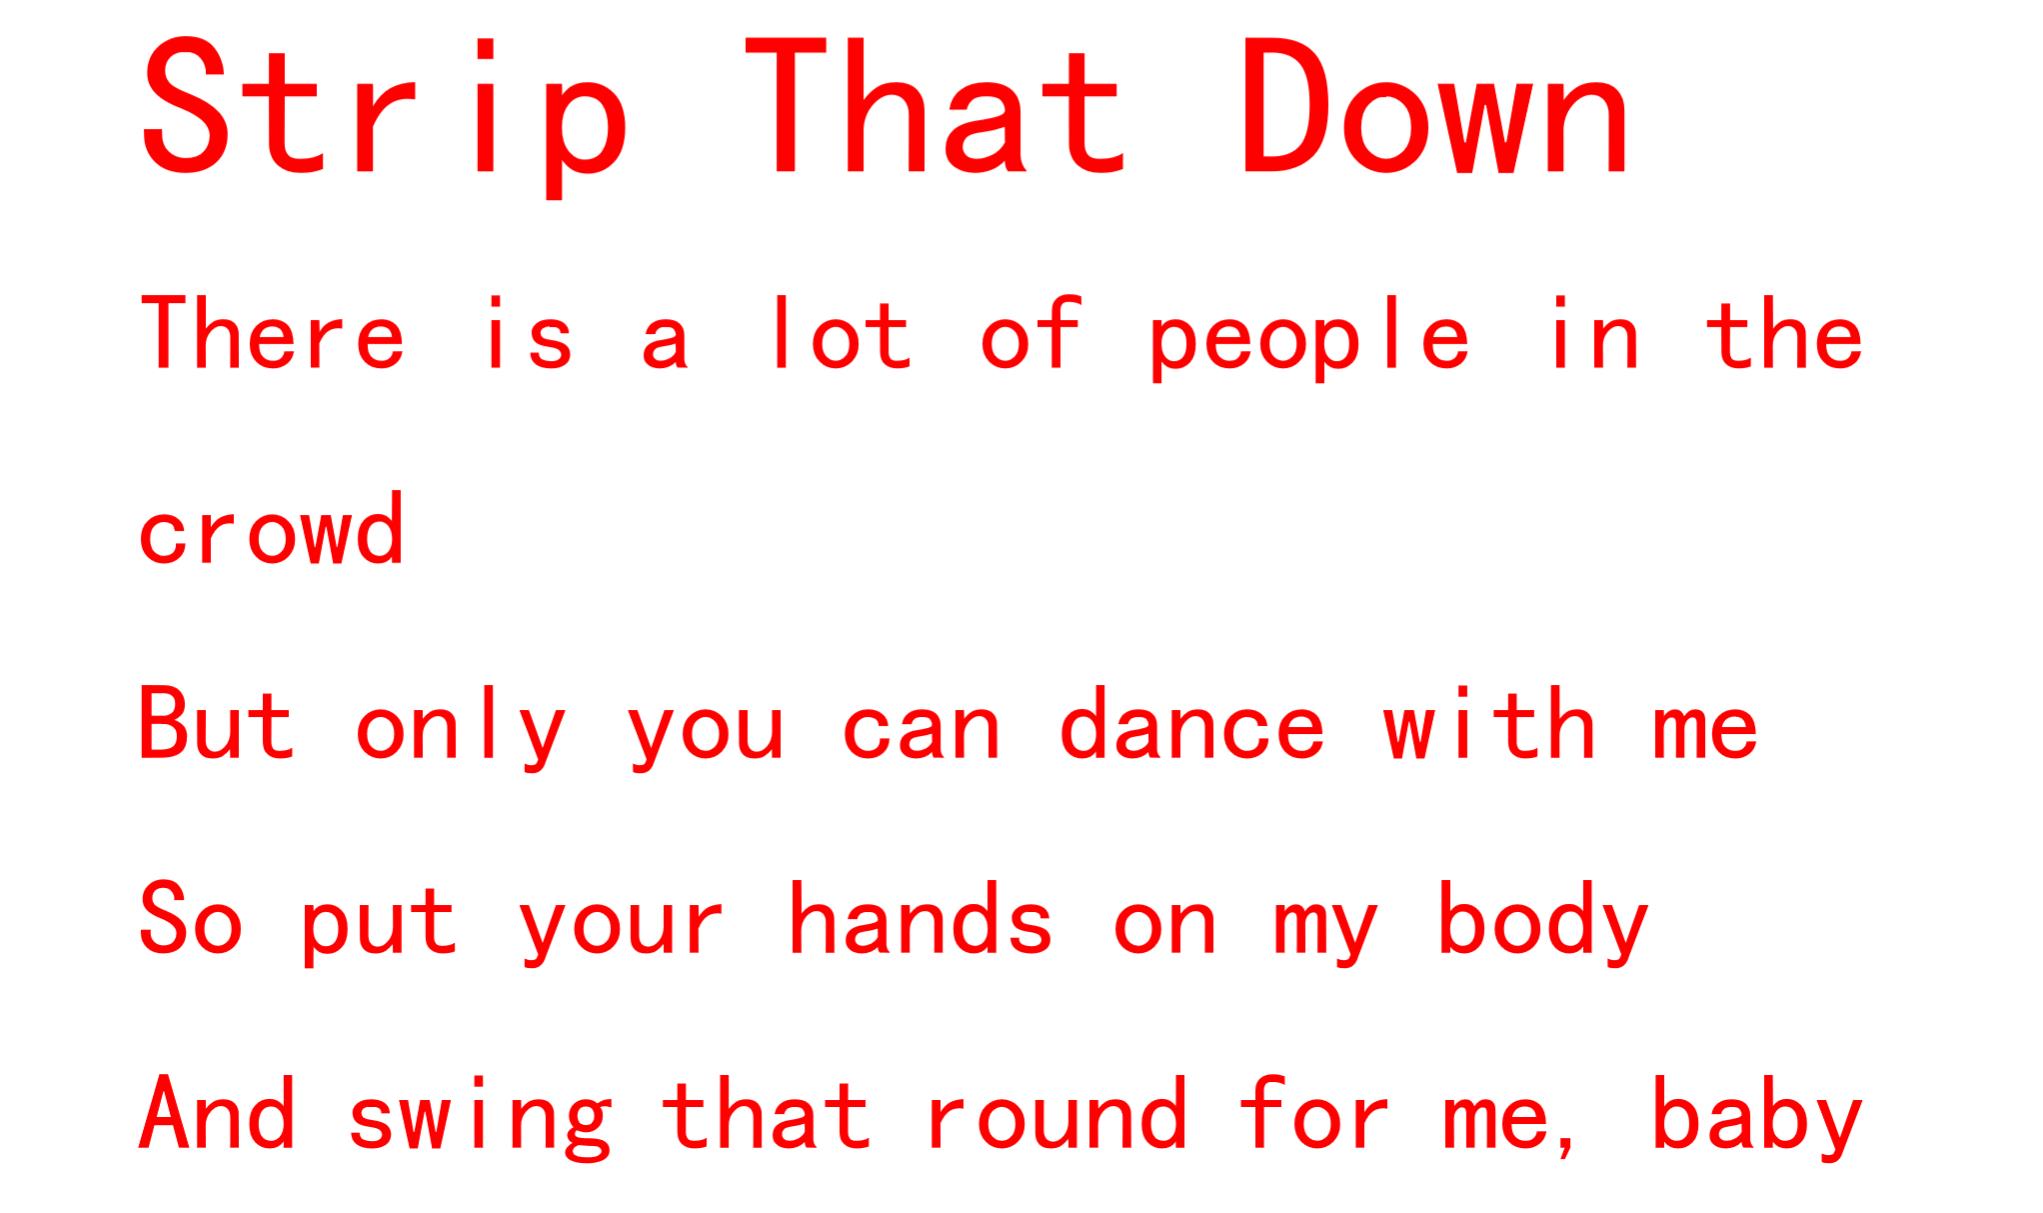 Strip That Down
There is a lot of people in the
crowd
But only you can dance with me
So put your hands on my body
And swing that round for me, baby